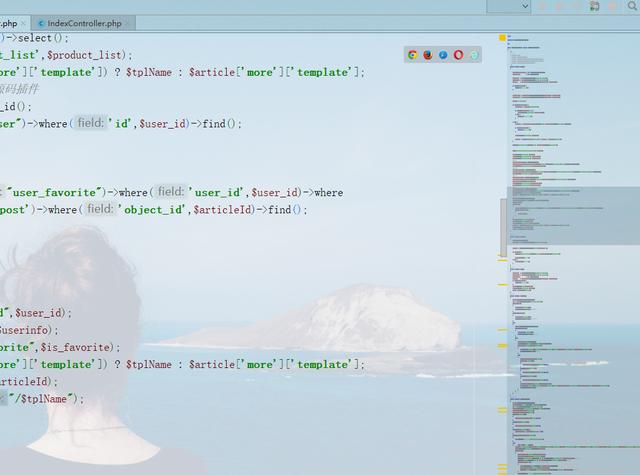 .php × IndexController.php ×
)->select();
t_list',$product_list);
ore']['template']) ? $tplName : $article['more']['template'];
源码插件
_id();
ser")->where( field: 'id',$user_id)->find();
"user_favorite")->where( field: 'user_id',$user_id)->where
post')->where( field: 'object_id',$articleId)->find();
d",$user_id);
$userinfo);
orite",$is_favorite);
ore']['template']) ? $tplName : $article['more']['template'];
articleId);
"/$tplName");